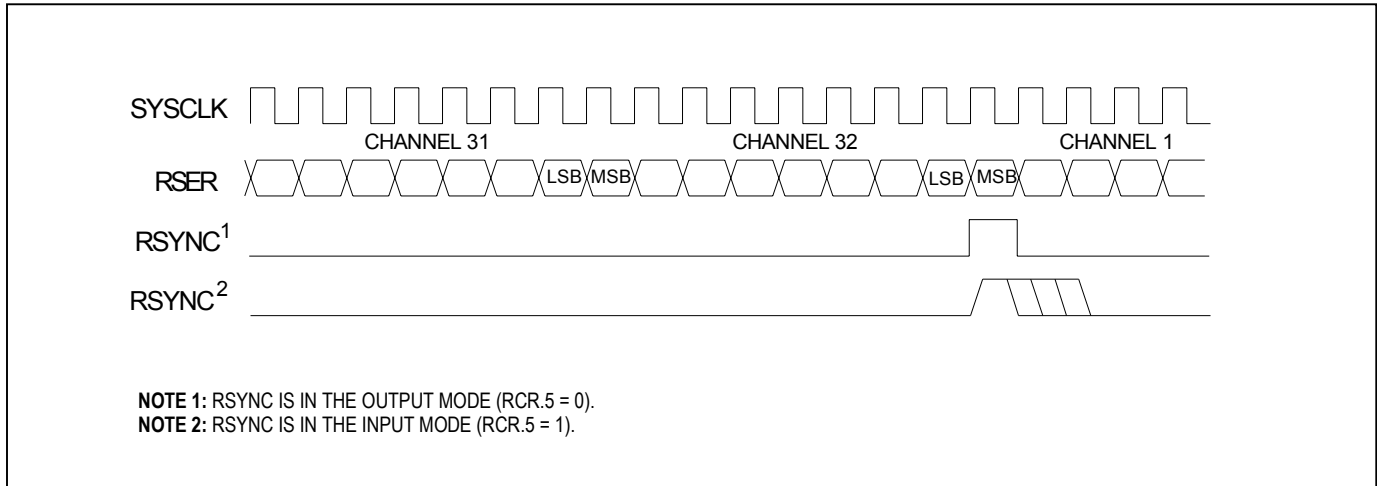 SYSCLK
CHANNEL 31 CHANNEL 32 CHANNEL 1
RSER LSB MSB LSB MSB
RSYNC1
RSYNC2
NOTE 1: RSYNC IS IN THE OUTPUT MODE (RCR.5 = 0).
NOTE 2: RSYNC IS IN THE INPUT MODE (RCR.5 = 1).